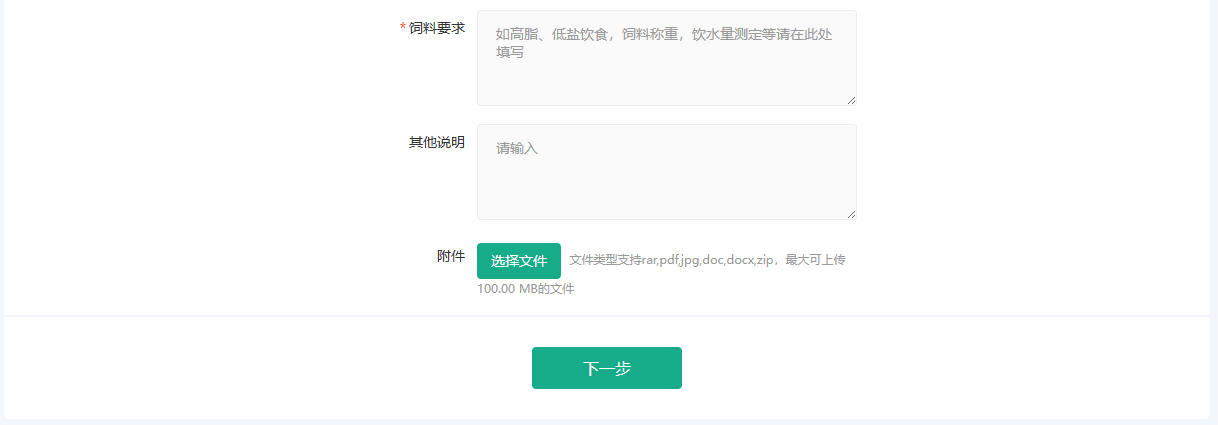 * 饲料要求
如高脂、低盐饮食，饲料称重，饮水量测定等请在此处
填写
其他说明
请输入
附件
选择文件 文件类型支持rar,pdf,jpg,doc,docx,zip，最大可上传
100.00 MB的文件
下一步